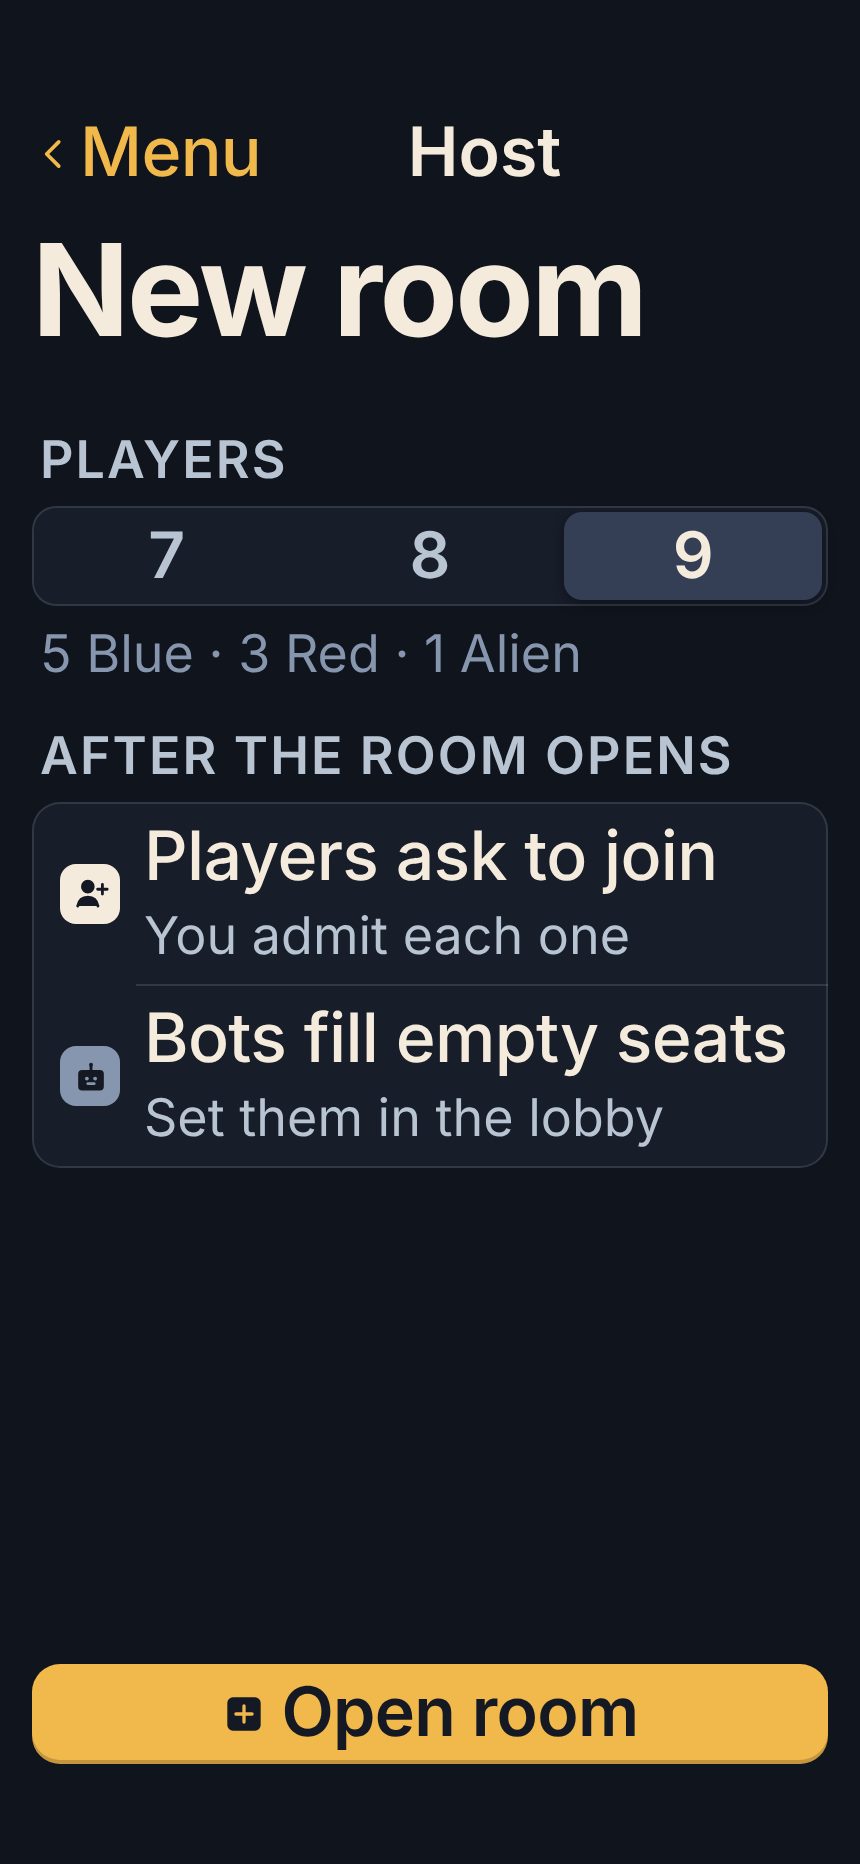 Menu
Host
New room
PLAYERS
7 8 9
5 Blue · 3 Red · 1 Alien
AFTER THE ROOM OPENS
Players ask to join
You admit each one
Bots fill empty seats
Set them in the lobby
Open room